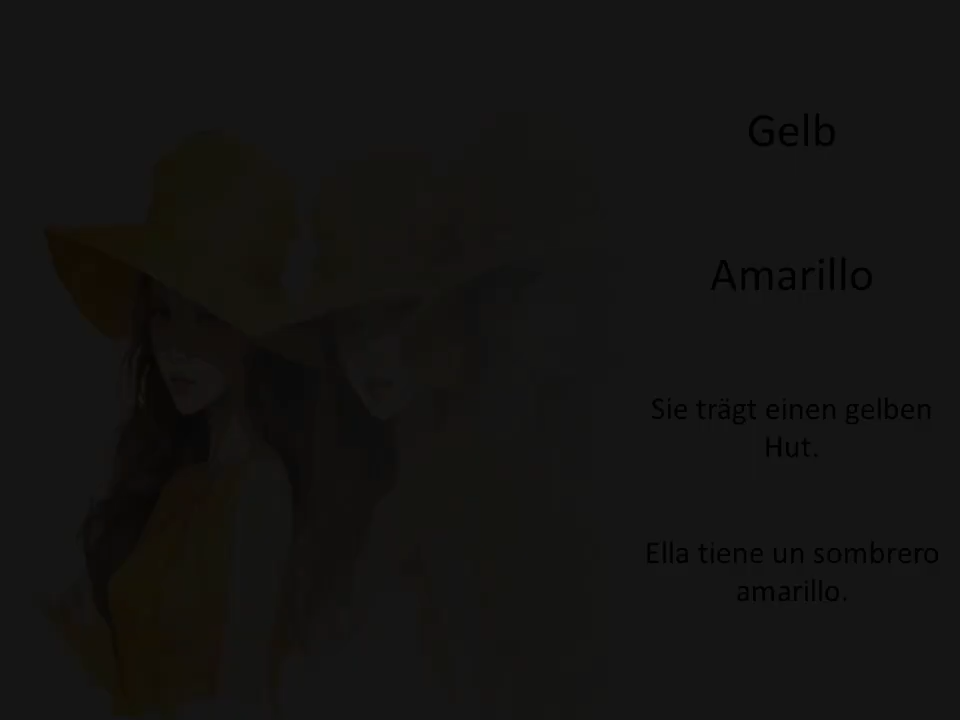 Gelb
Amarillo
Sie trägt einen gelben
Hut.
Ella tiene un sombrero
amarillo.